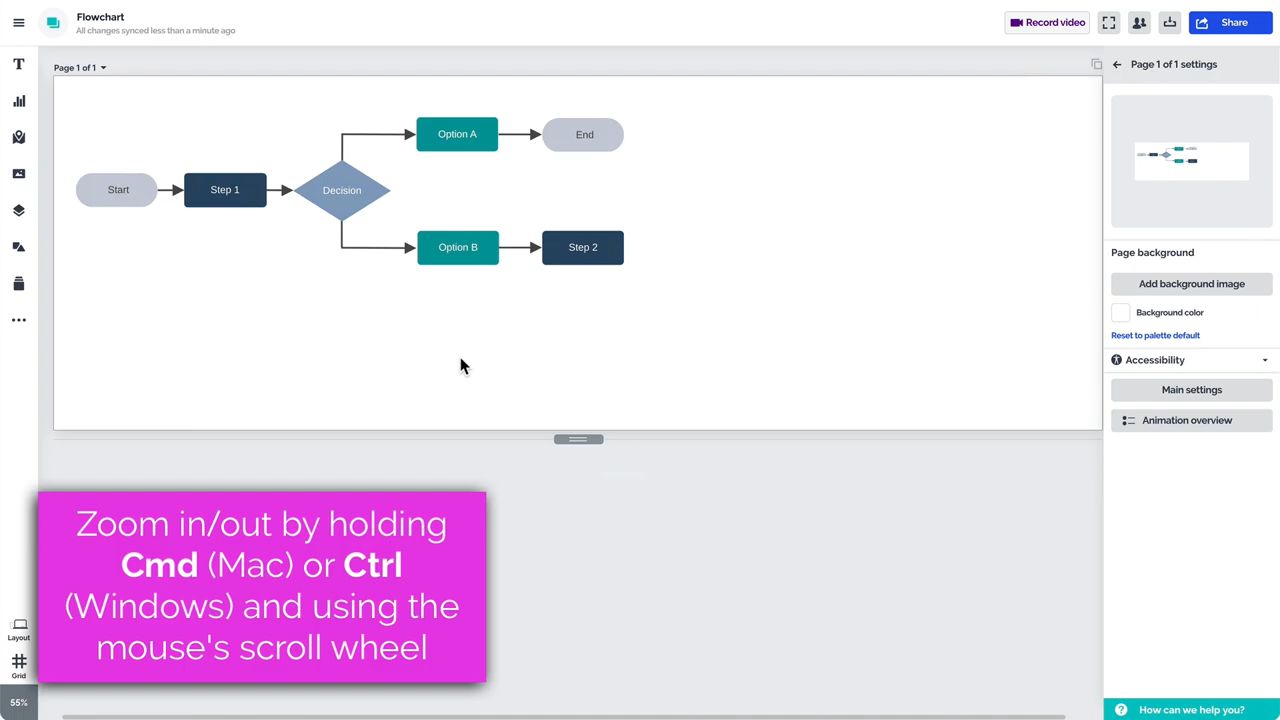 Flowchart
All changes synced less than a minute ago
Record video
Share
T
Page 1 of 1
Page 1 of 1 settings
Option A
End
Start
Step 1
Decision
Option B
Step 2
Page background
Add background image
Background color
Reset to palette default
Accessibility
Main settings
Animation overview
Zoom in/out by holding
Cmd (Mac) or Ctrl
(Windows) and using the
mouse's scroll wheel
Layout
Grid
55%
? How can we help you?